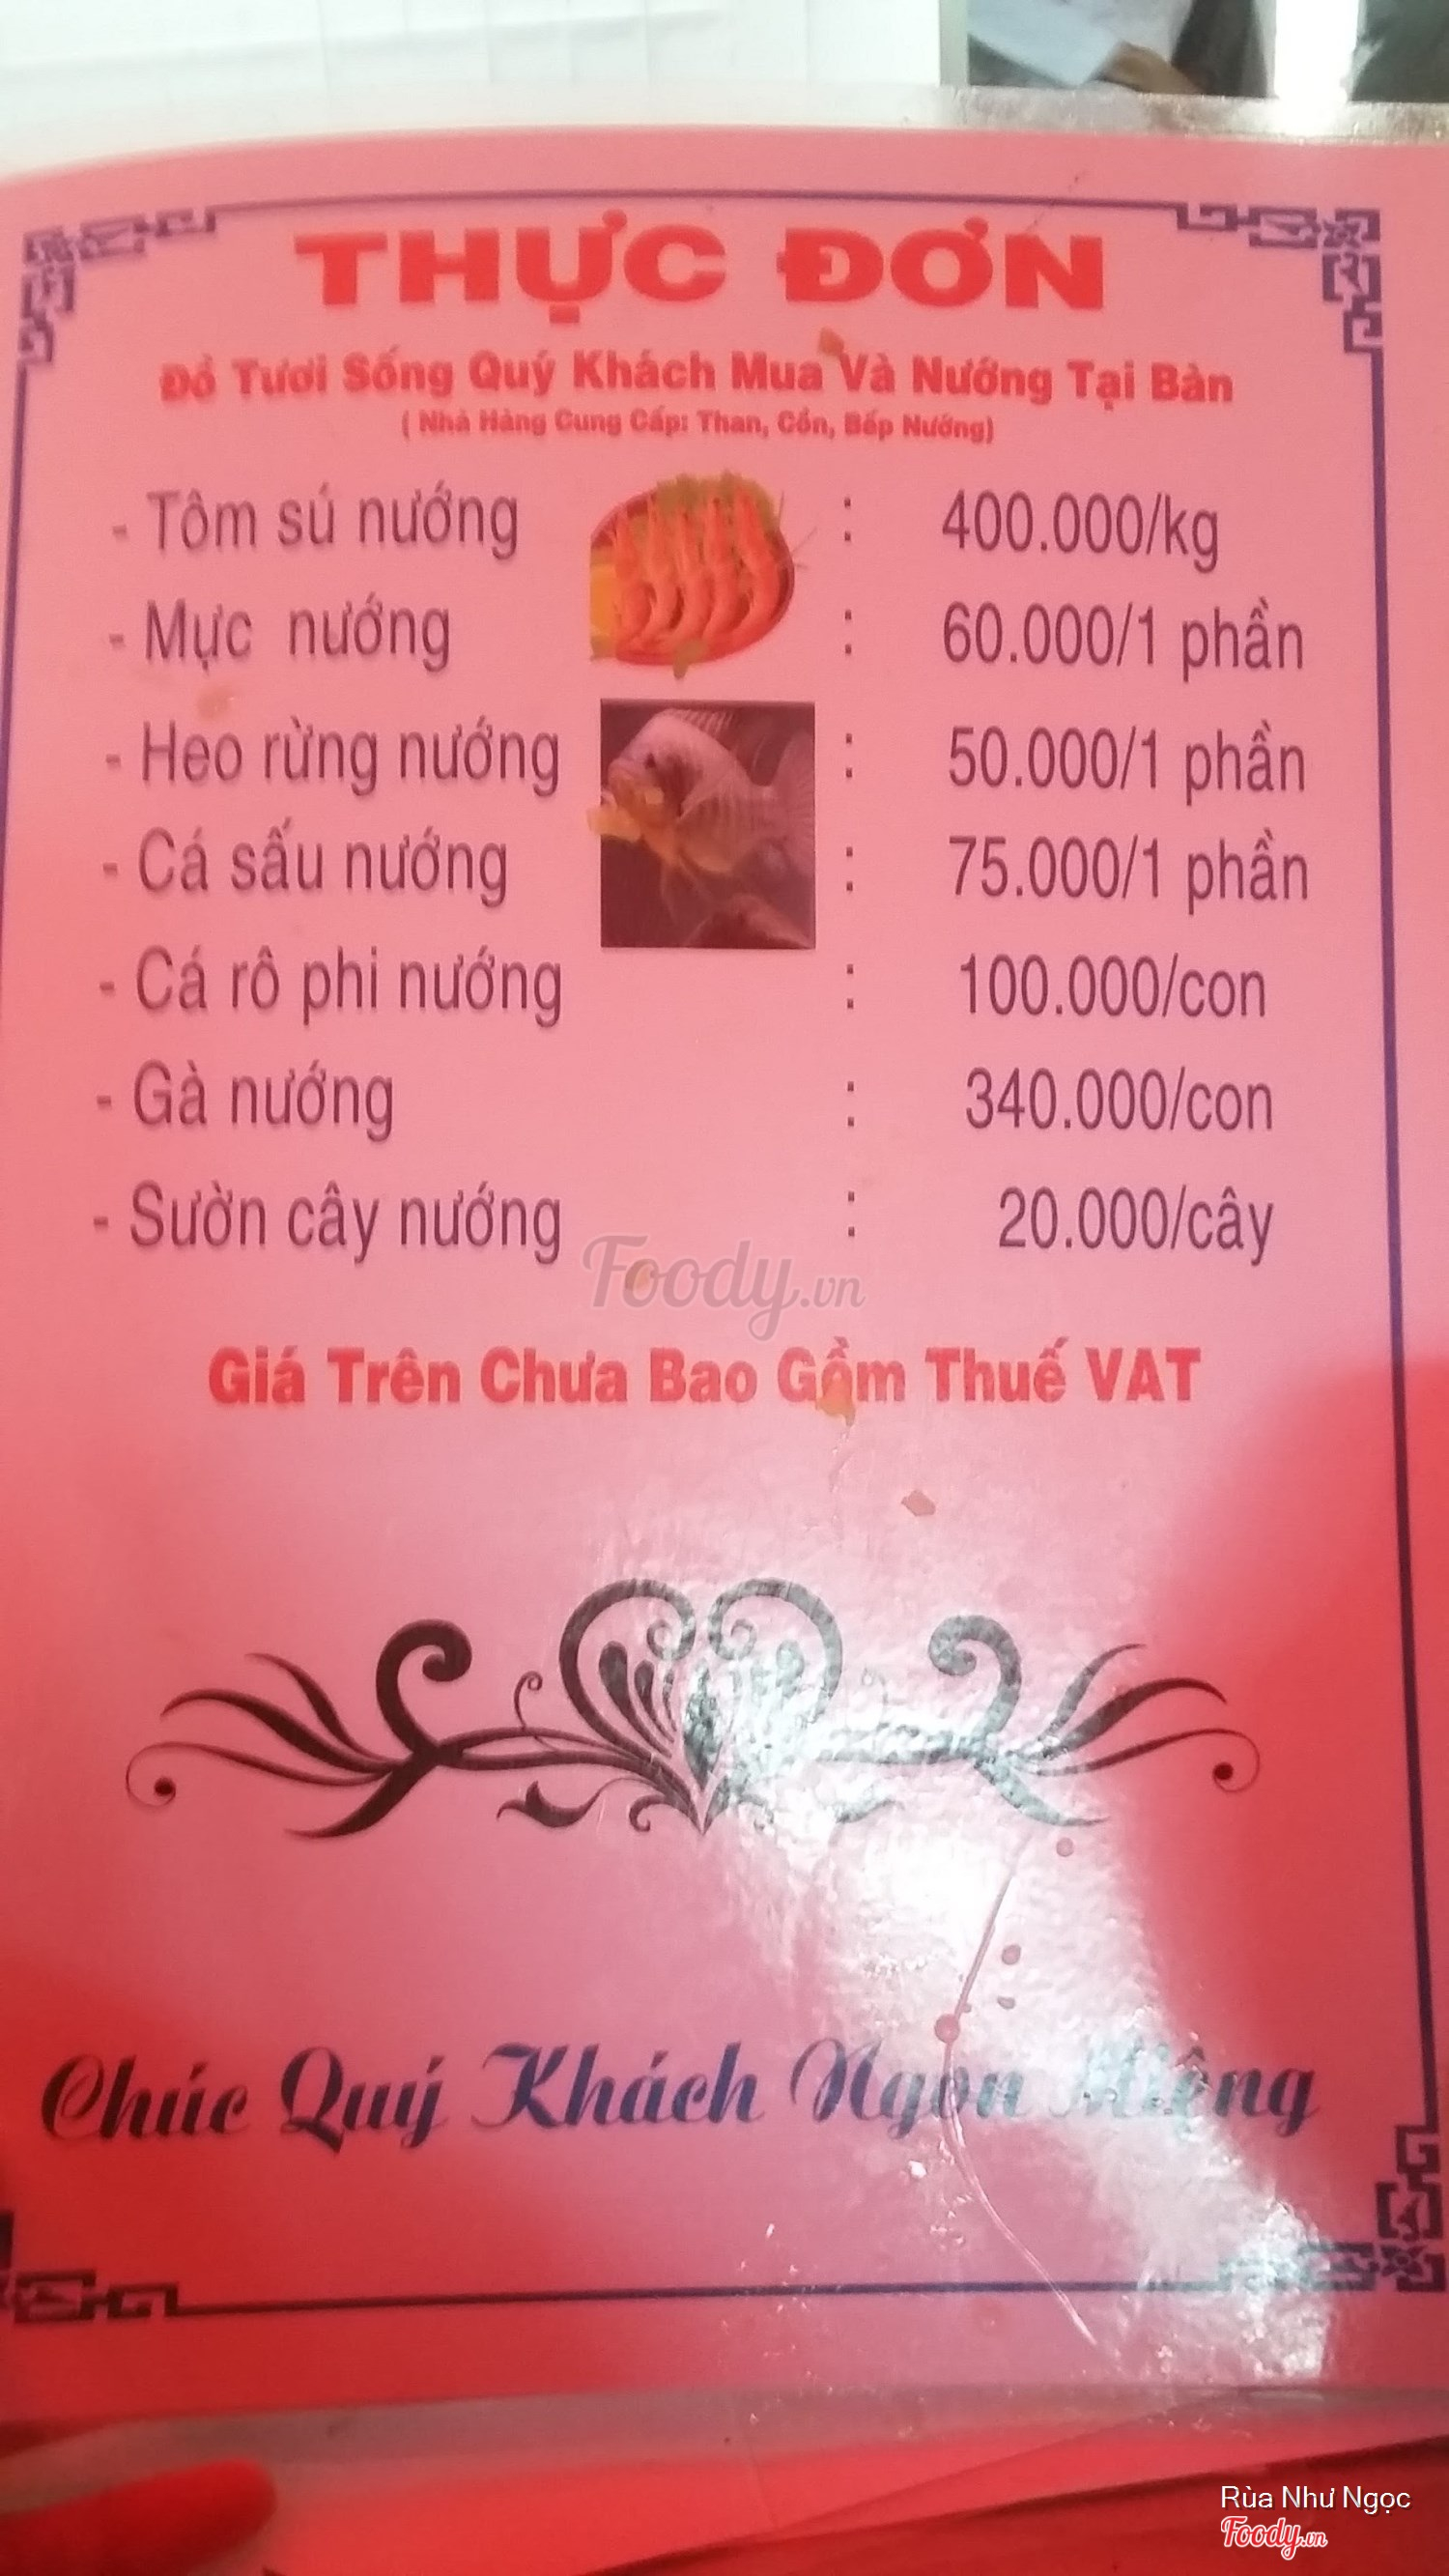 THỰC ĐƠN
Đồ Tươi Sống Quý Khách Mua Và Nướng Tại Bàn
( Nhà Hàng Cung Cấp: Than, Cồn, Bếp Nướng)
- Tôm sú nướng : 400.000/kg
- Mực nướng : 60.000/1 phần
- Heo rừng nướng : 50.000/1 phần
- Cá sấu nướng : 75.000/1 phần
- Cá rô phi nướng : 100.000/con
- Gà nướng : 340.000/con
- Sườn cây nướng : 20.000/cây
Foody.vn
Giá Trên Chưa Bao Gồm Thuế VAT
Chúc Quý Khách Ngon Miệng
Rùa Như Ngọc
Foody.vn